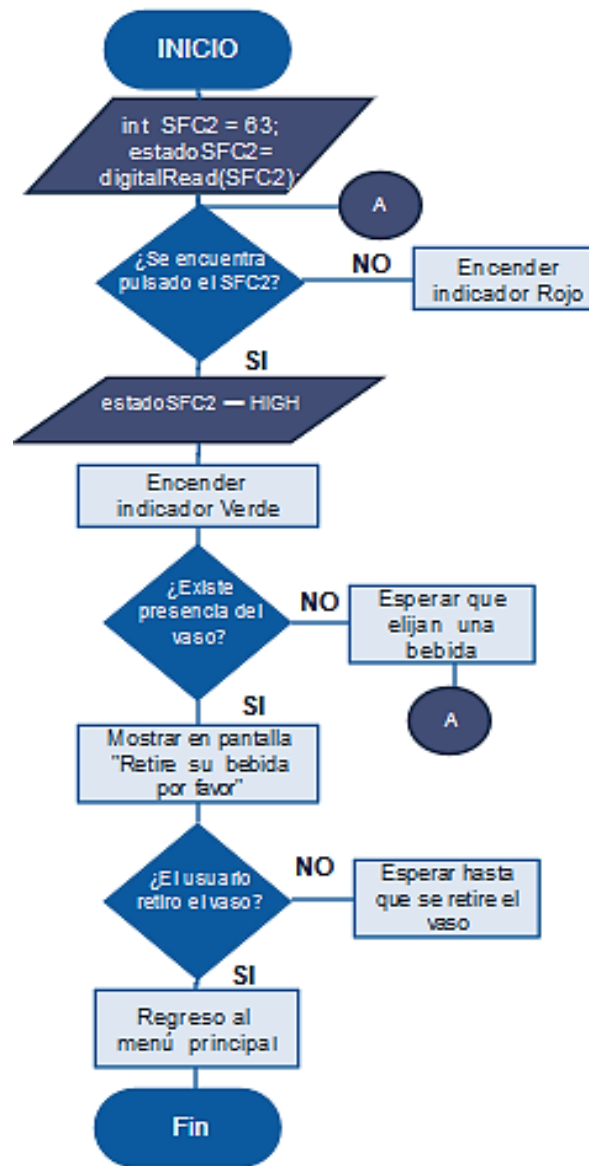 INICIO
int SFC2 = 63;
estadoSFC2=
digitalRead(SFC2);
A
¿Se encuentra
pulsado el SFC2?
NO
Encender
indicador Rojo
SI
estadoSFC2 — HIGH
Encender
indicador Verde
¿Existe
presencia del
vaso?
NO
Esperar que
elijan una
bebida
A
SI
Mostrar en pantalla
"Retire su bebida
por favor"
¿El usuario
retiro el vaso?
NO
Esperar hasta
que se retire el
vaso
SI
Regreso al
menú principal
Fin